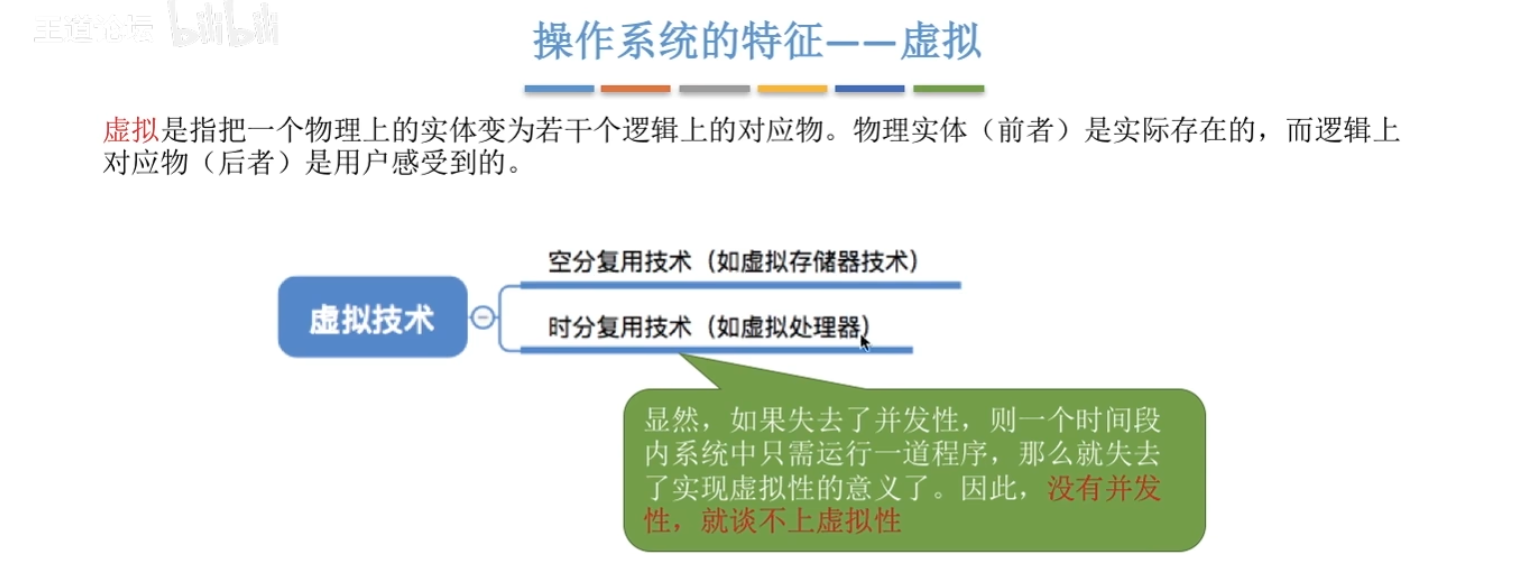 王道论坛 bilibili
操作系统的特征——虚拟
虚拟是指把一个物理上的实体变为若干个逻辑上的对应物。物理实体（前者）是实际存在的，而逻辑上
对应物（后者）是用户感受到的。
空分复用技术（如虚拟存储器技术）
虚拟技术
时分复用技术（如虚拟处理器）
显然，如果失去了并发性，则一个时间段
内系统中只需运行一道程序，那么就失去
了实现虚拟性的意义了。因此，没有并发
性，就谈不上虚拟性